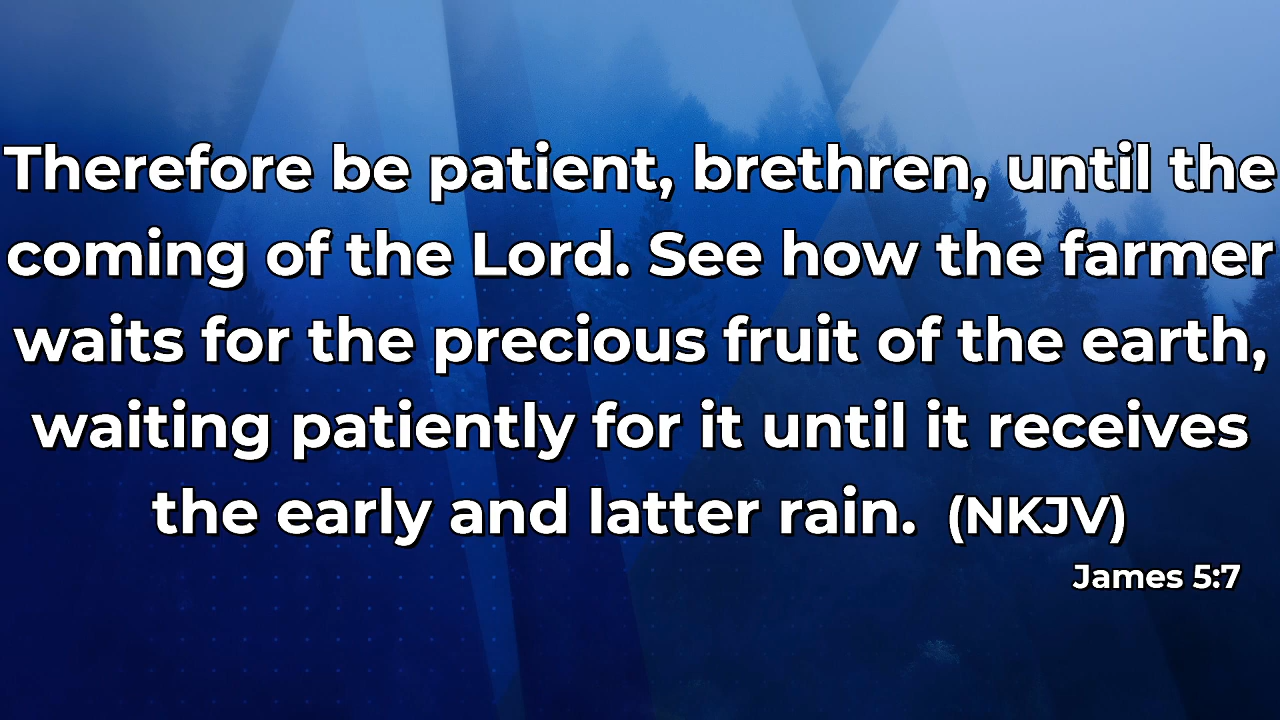 Therefore be patient, brethren, until the
coming of the Lord. See how the farmer
waits for the precious fruit of the earth,
waiting patiently for it until it receives
the early and latter rain. (NKJV)
James 5:7